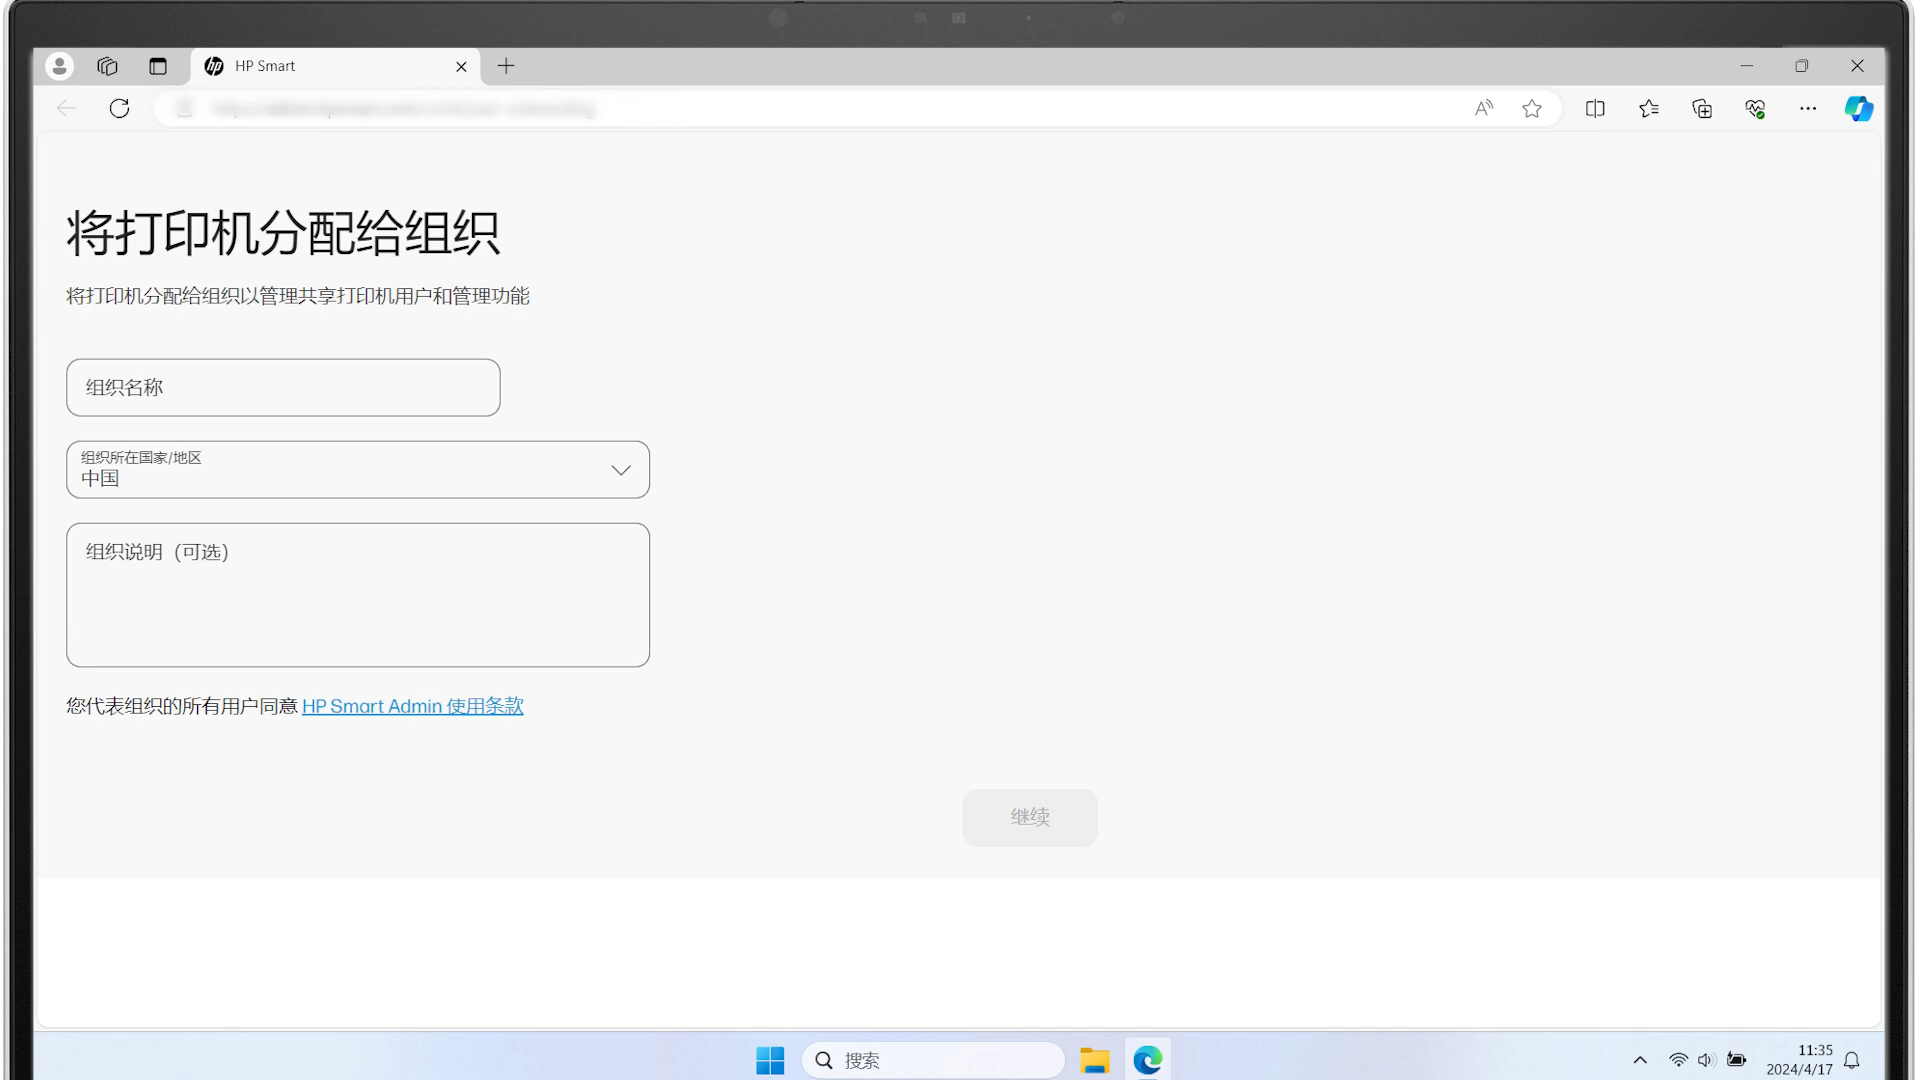 HP Smart
将打印机分配给组织
将打印机分配给组织以管理共享打印机用户和管理功能
组织名称
组织所在国家/地区
中国
组织说明（可选）
您代表组织的所有用户同意 HP Smart Admin 使用条款
继续
搜索
11:35
2024/4/17